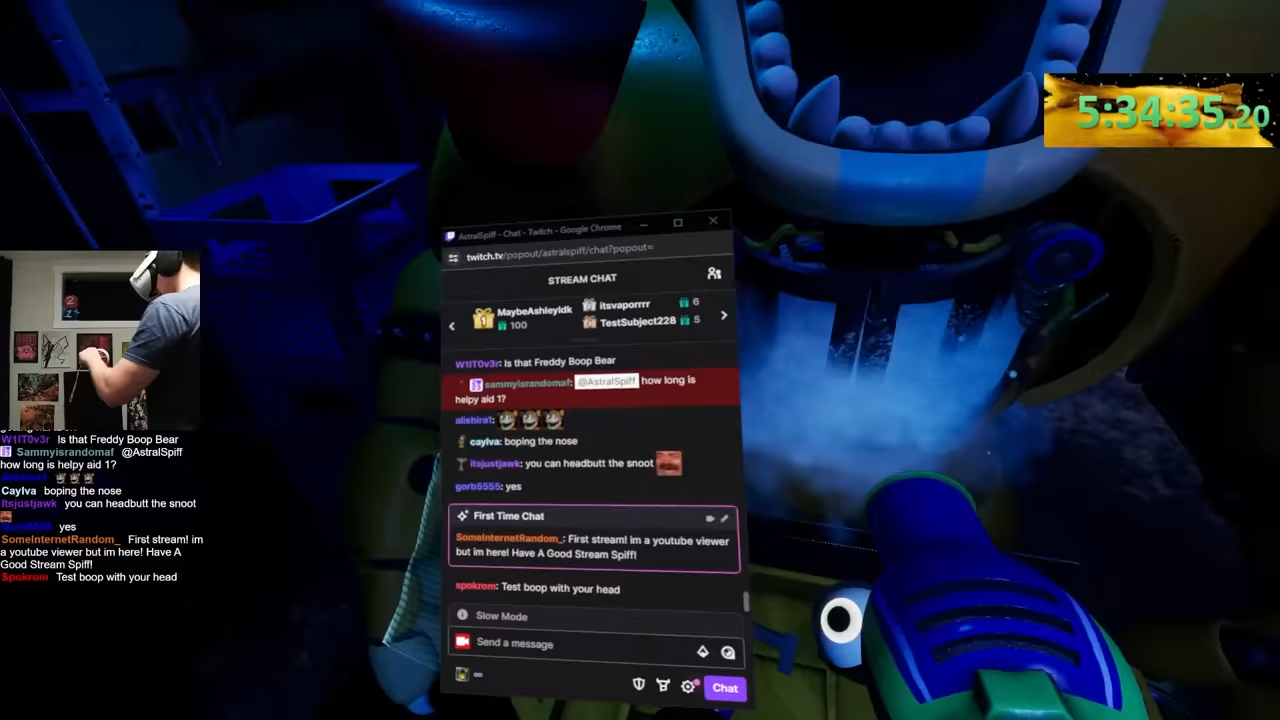 5:34:35.20
AstralSpiff - Chat - Twitch - Google Chrome
twitch.tv/popout/astralspiff/chat?popout=
STREAM CHAT
MaybeAshleyIdk
100
itsvaporrrr 6
TestSubject228 5
W1lT0v3r: Is that Freddy Boop Bear
sammyisrandomaf: @AstralSpiff how long is
helpy aid 1?
alishira1:
caylva: boping the nose
itsjustjawk: you can headbutt the snoot
gorb5555: yes
First Time Chat
SomeInternetRandom_: First stream! im a youtube viewer
but im here! Have A Good Stream Spiff!
spokrom: Test boop with your head
Slow Mode
Send a message
Chat
W1lT0v3r Is that Freddy Boop Bear
Sammyisrandomaf @AstralSpiff
how long is helpy aid 1?
Alishira1
Caylva boping the nose
Itsjustjawk you can headbutt the snoot
Gorb5555 yes
SomeInternetRandom_ First stream! im
a youtube viewer but im here! Have A
Good Stream Spiff!
Spokrom Test boop with your head